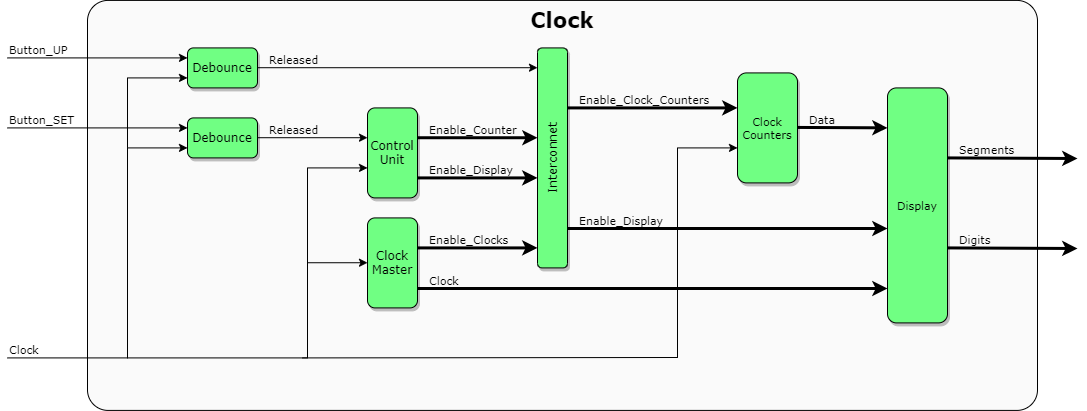 Clock
Button_UP
Debounce
Released
Button_SET
Debounce
Released
Control
Unit
Enable_Counter
Enable_Display
Clock
Master
Enable_Clocks
Clock
Interconnet
Enable_Clock_Counters
Enable_Display
Clock
Counters
Data
Display
Segments
Digits
Clock